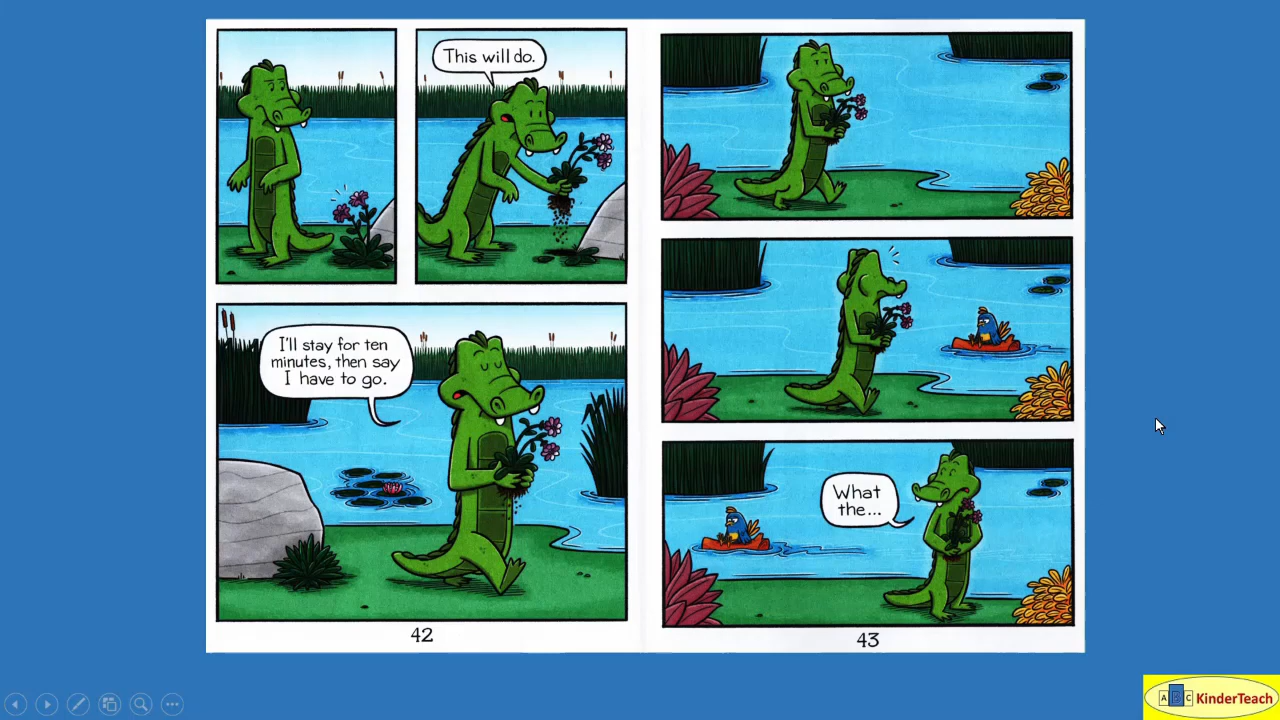 This will do.
I'll stay for ten
minutes, then say
I have to go.
42
What
the...
43
A B C KinderTeach